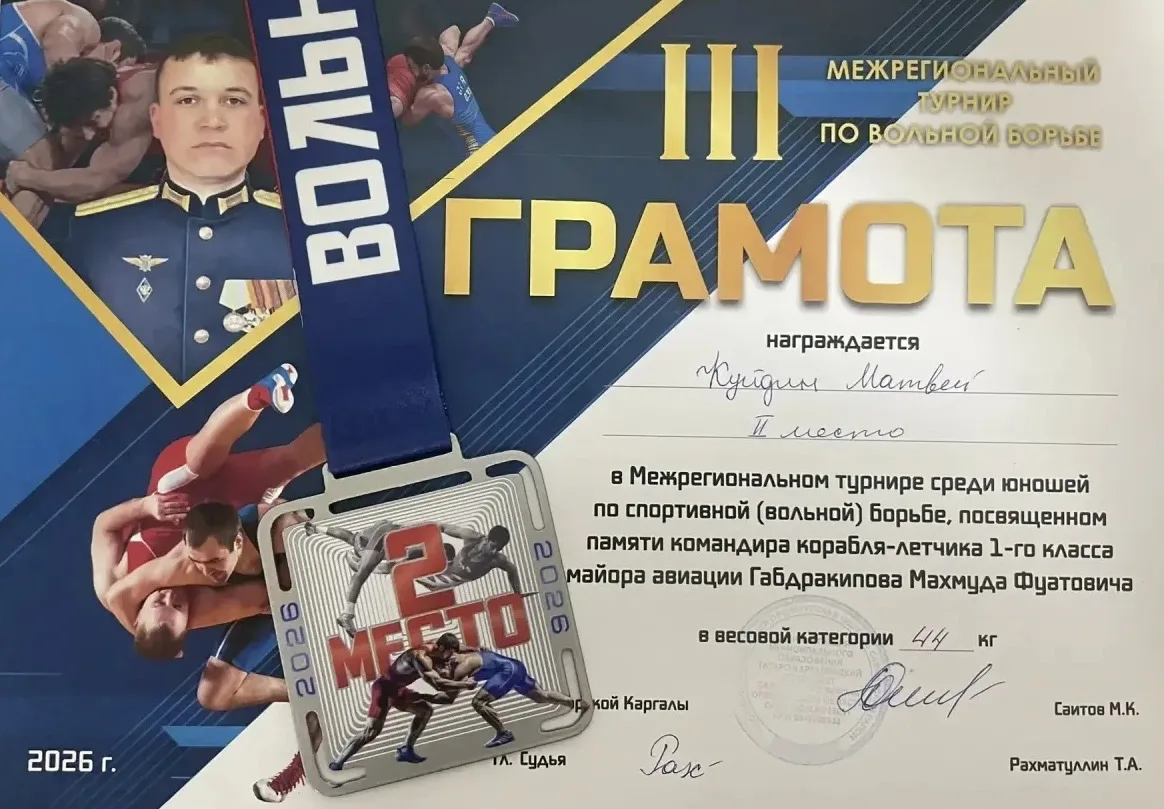 ВОЛЬН
III
МЕЖРЕГИОНАЛЬНЫЙ
ТУРНИР
ПО ВОЛЬНОЙ БОРЬБЕ
ГРАМОТА
награждается
Куйдин Матвей
II место
в Межрегиональном турнире среди юношей
по спортивной (вольной) борьбе, посвященном
памяти командира корабля-летчика 1-го класса
майора авиации Габдракипова Махмуда Фуатовича
в весовой категории 44 кг
2
МЕСТО
2026
2026
Каргалы
Саитов М.К.
Гл. Судья
Рахматуллин Т.А.
2026 г.